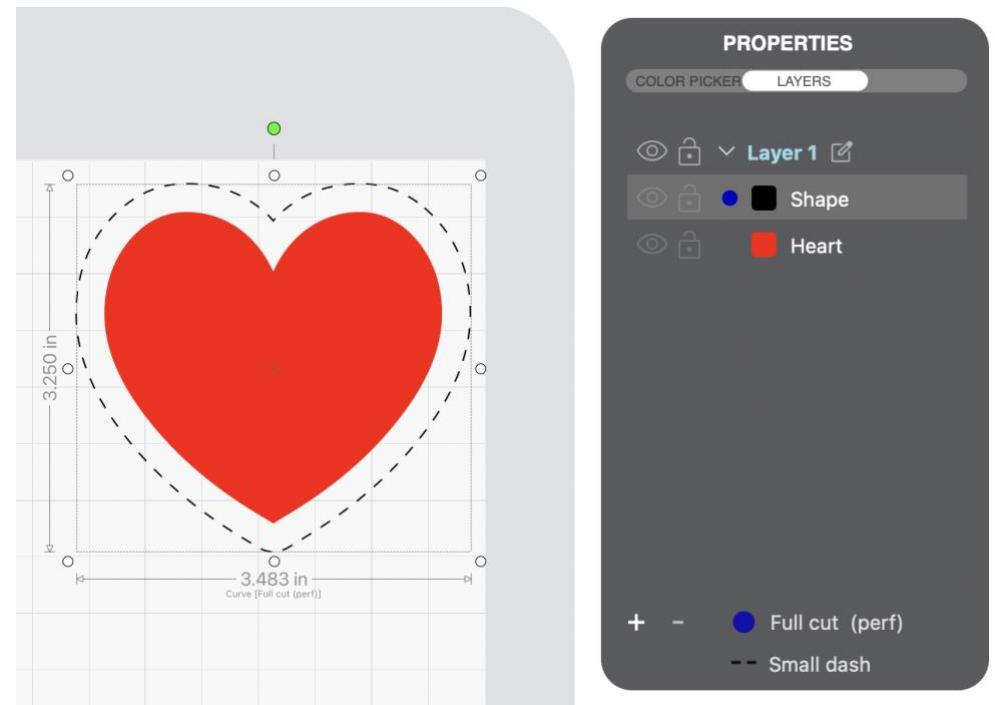 3.250 in
3.483 in
Curve [Full cut (perf)]
PROPERTIES
COLOR PICKER LAYERS
Layer 1
Shape
Heart
+ - Full cut (perf)
-- Small dash